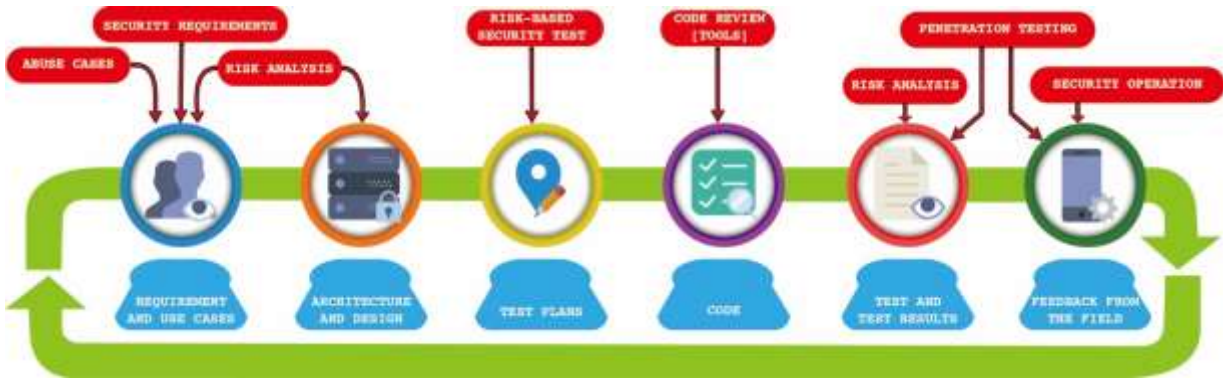 SECURITY REQUIREMENTS
RISK-BASED
SECURITY TEST
CODE REVIEW
[TOOLS]
PENETRATION TESTING
ABUSE CASES
RISK ANALYSIS
RISK ANALYSIS
SECURITY OPERATION
REQUIREMENT
AND USE CASES
ARCHITECTURE
AND DESIGN
TEST PLANS
CODE
TEST AND
TEST RESULTS
FEEDBACK FROM
THE FIELD